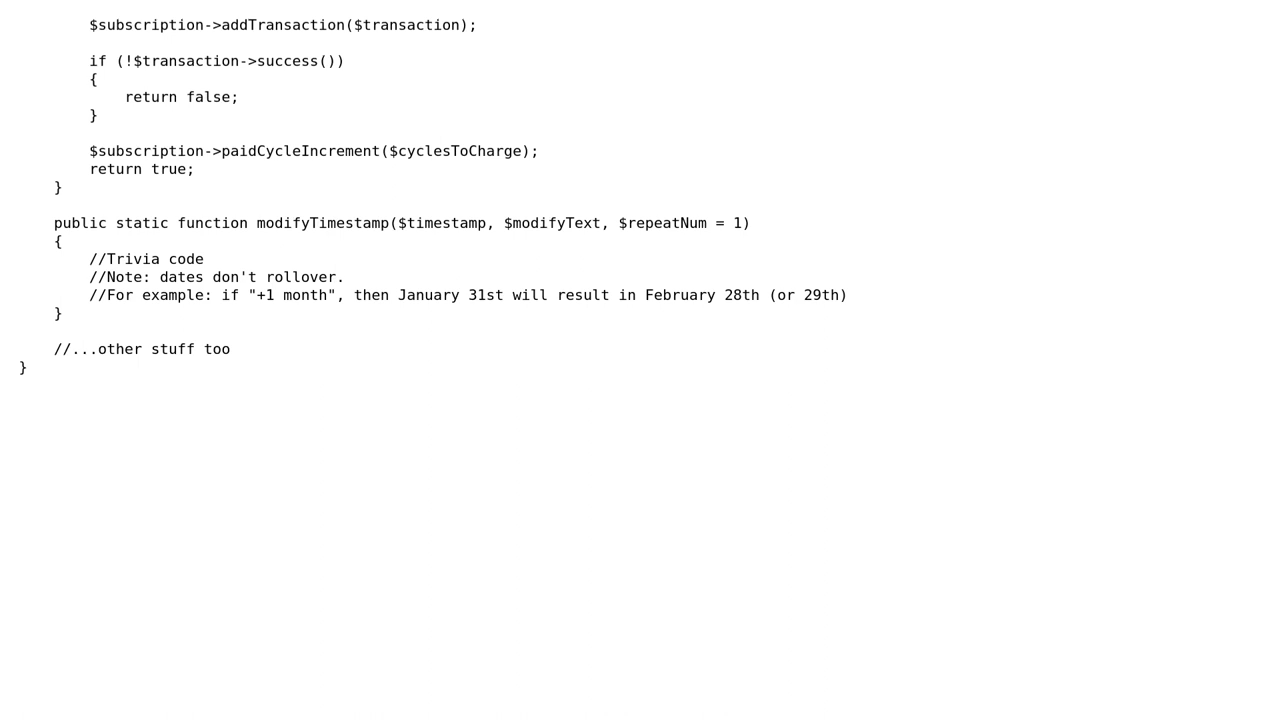 $subscription->addTransaction($transaction);
if (!$transaction->success())
{
return false;
}
$subscription->paidCycleIncrement($cyclesToCharge);
return true;
}
public static function modifyTimestamp($timestamp, $modifyText, $repeatNum = 1)
{
//Trivia code
//Note: dates don't rollover.
//For example: if "+1 month", then January 31st will result in February 28th (or 29th)
}
//...other stuff too
}